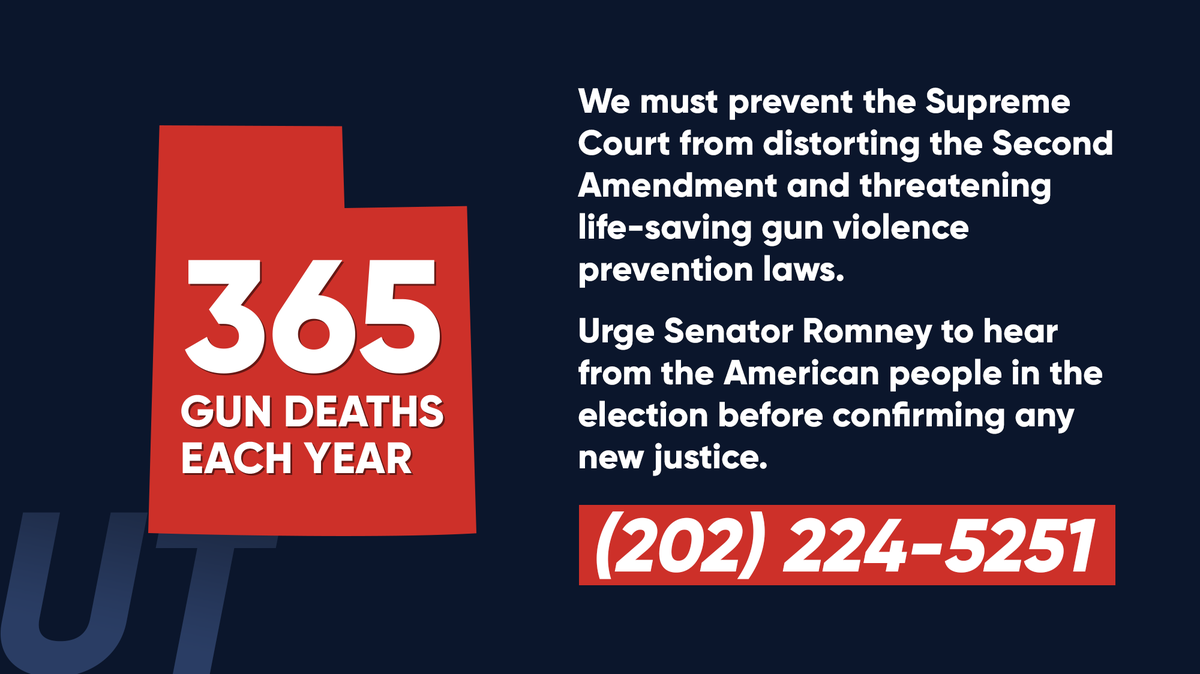 365
GUN DEATHS
EACH YEAR
UT
We must prevent the Supreme
Court from distorting the Second
Amendment and threatening
life-saving gun violence
prevention laws.
Urge Senator Romney to hear
from the American people in the
election before confirming any
new justice.
(202) 224-5251